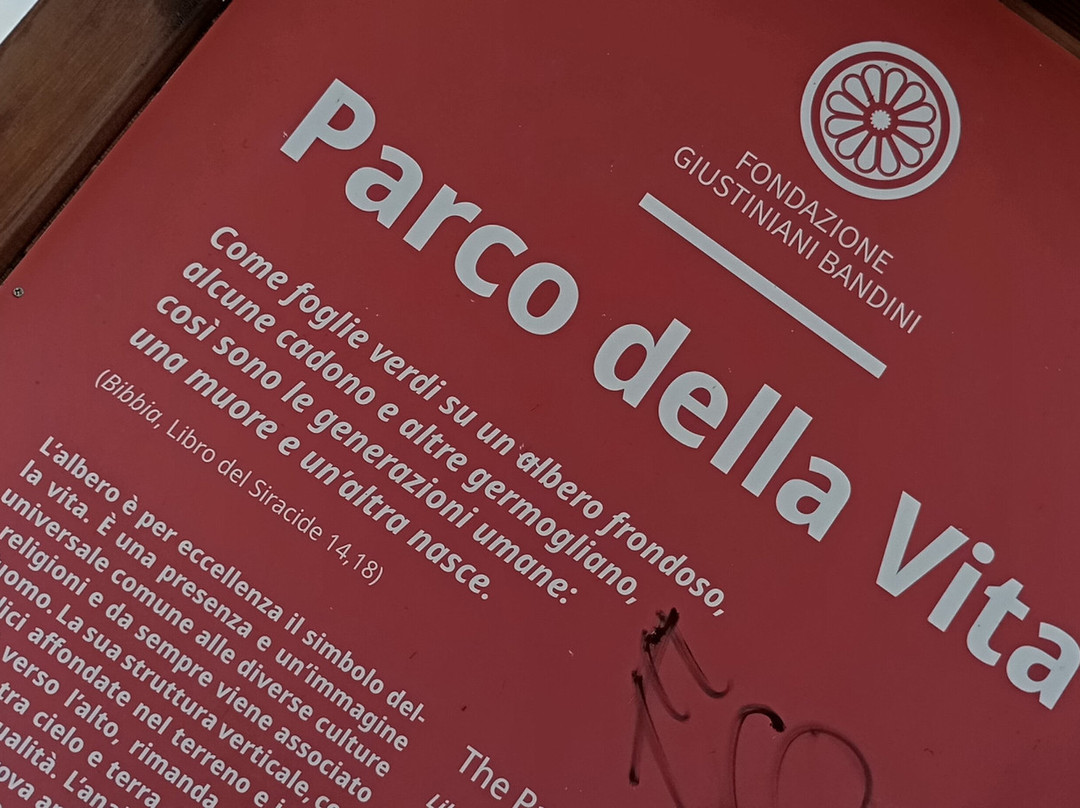 FONDAZIONE
GIUSTINIANI BANDINI
Parco della Vita
Come foglie verdi su un albero frondoso,
alcune cadono e altre germogliano,
così sono le generazioni umane:
una muore e un'altra nasce.
(Bibbia, Libro del Siracide 14,18)
L'albero è per eccellenza il simbolo del-
la vita. È una presenza e un'immagine
universale comune alle diverse culture
religioni e da sempre viene associato
uomo. La sua struttura verticale,
affondate nel terreno e
verso l'alto, rimanda
tra cielo e terra
L'ana
The